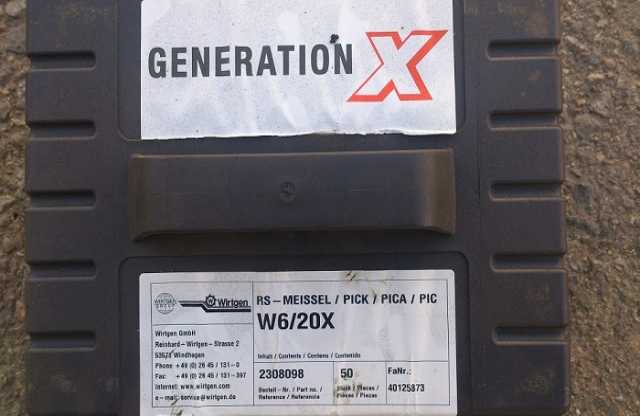 GENERATION X
WIRTGEN GROUP
Wirtgen
RS-MEISSEL / PICK / PICA / PIC
W6/20X
Wirtgen GmbH
Reinhard-Wirtgen-Strasse 2
53578 Windhagen
Phone +49 (0) 26 45 / 131-0
Fax: +49 (0) 26 45 / 131-397
Internet: www.wirtgen.com
e-mail: service@wirtgen.de
Inhalt / Contents / Contenu / Contenido
2308098
50
FaNr.:
Bestell-Nr. / Part no. /
Reference / Referencia
Stück / Pieces /
Pièces / Piezas
40125873